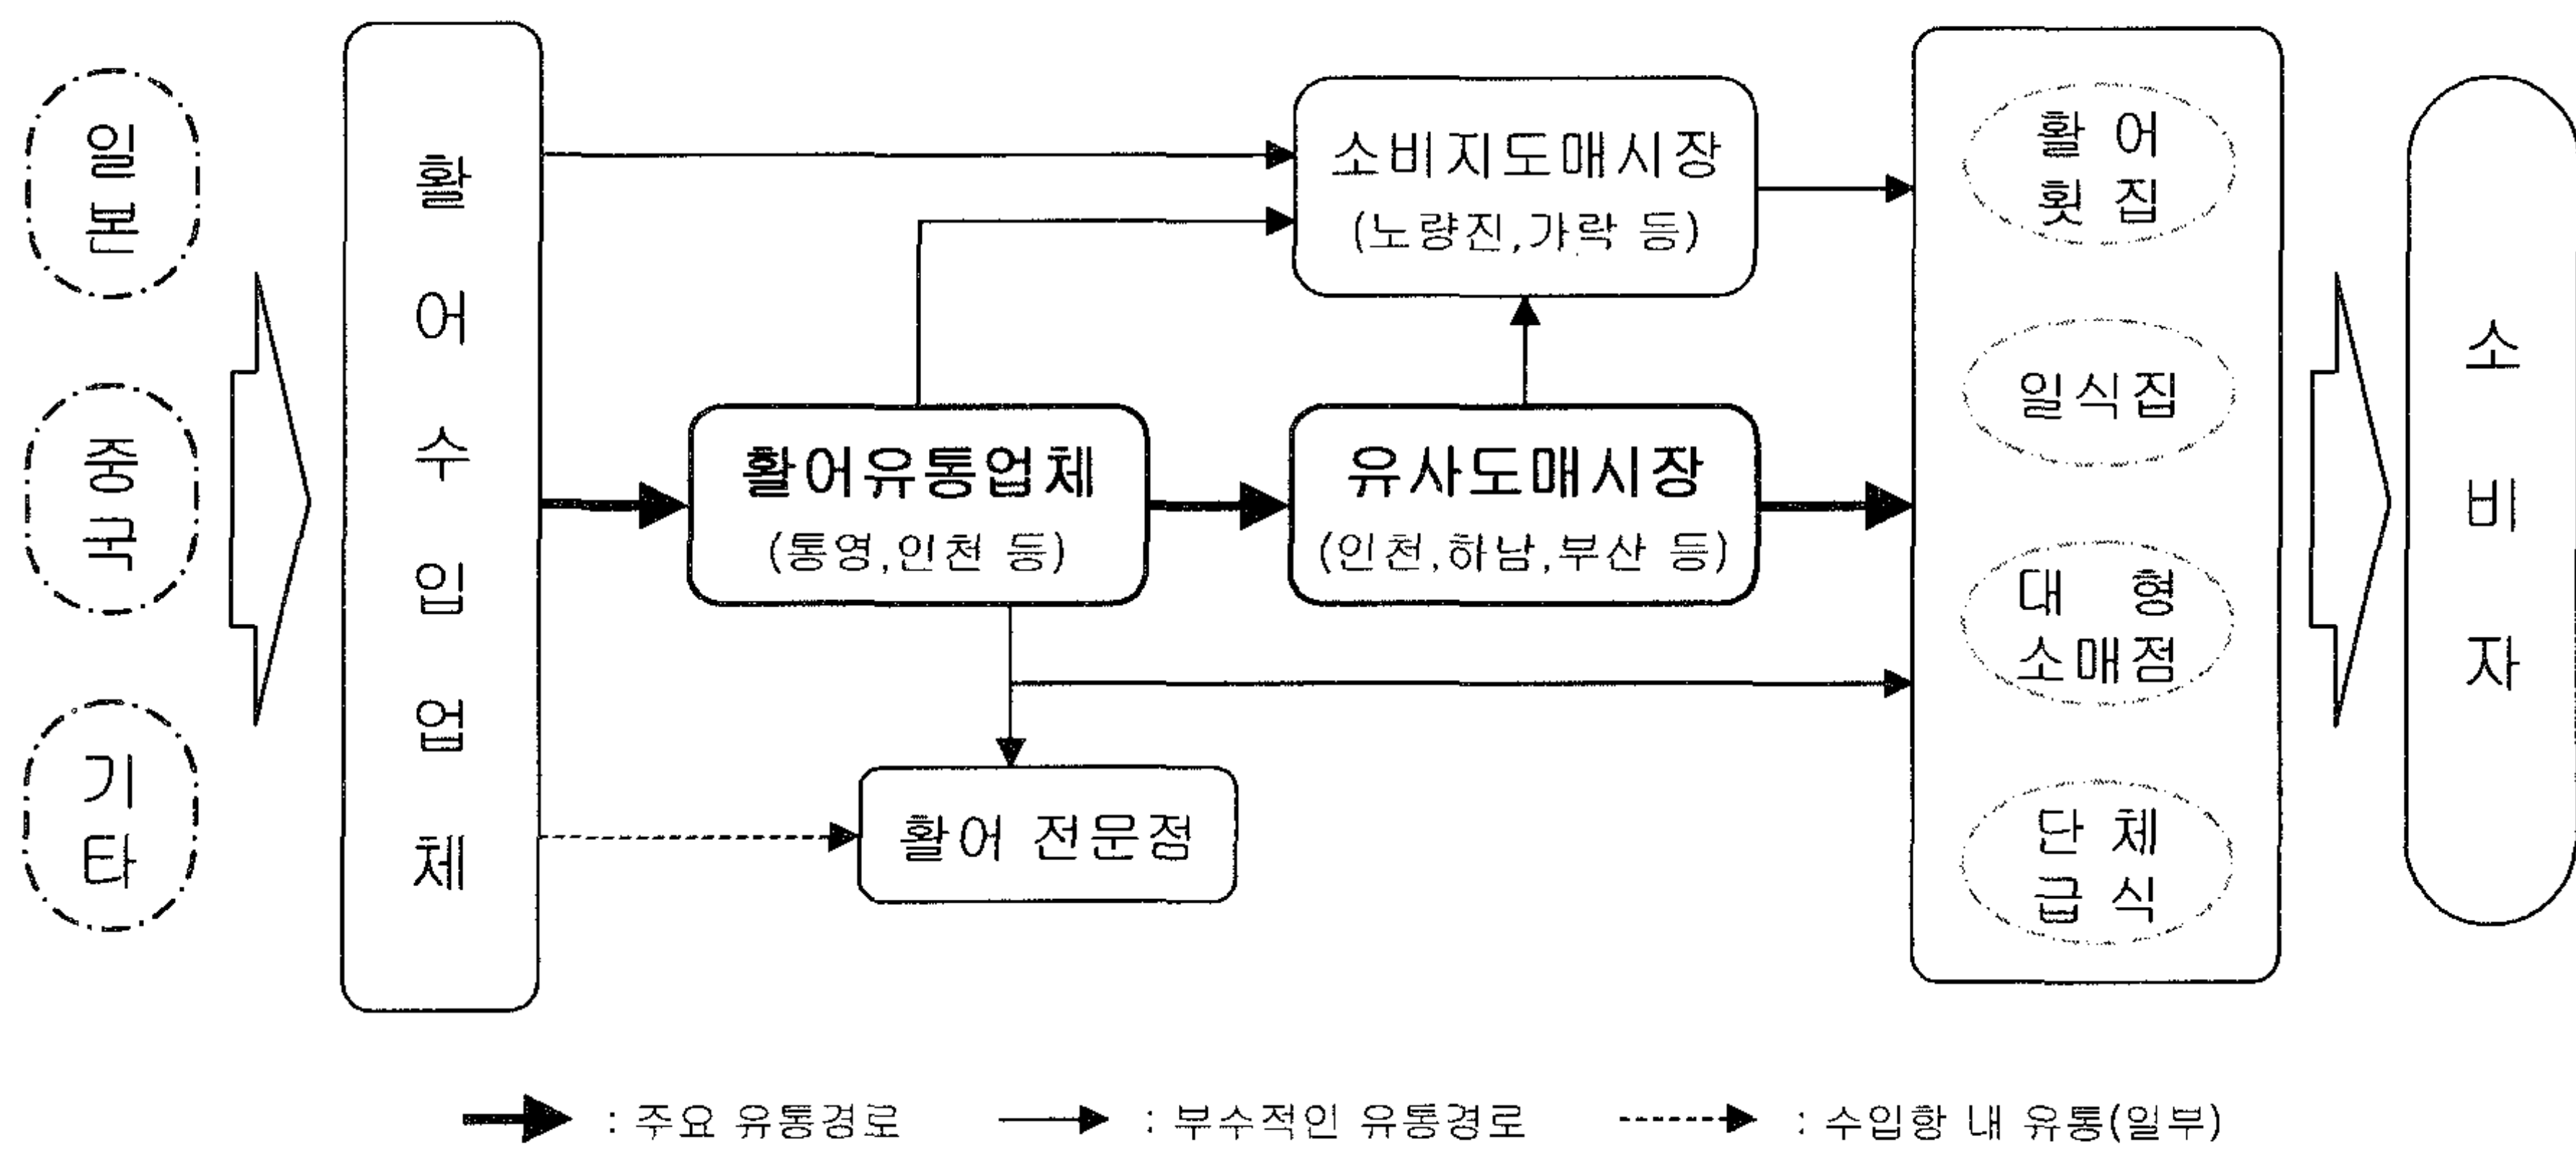 일본
중국
기타
활어수입업체
소비지도매시장
(노량진,가락 등)
활어유통업체
(통영,인천 등)
유사도매시장
(인천,하남,부산 등)
활어 전문점
활 어
횟 집
일식집
대 형
소매점
단 체
급 식
소비자
: 주요 유통경로
: 부수적인 유통경로
: 수입항 내 유통(일부)